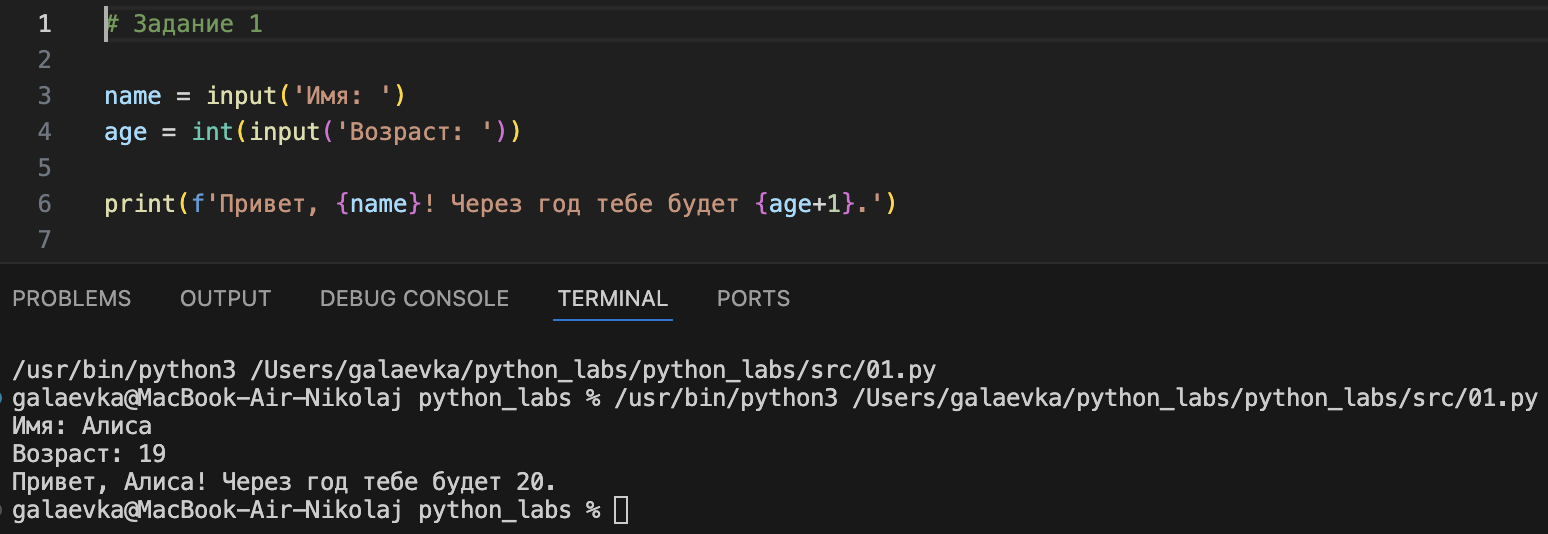 1 # Задание 1
2
3 name = input('Имя: ')
4 age = int(input('Возраст: '))
5
6 print(f'Привет, {name}! Через год тебе будет {age+1}.')
7
PROBLEMS OUTPUT DEBUG CONSOLE TERMINAL PORTS
/usr/bin/python3 /Users/galaevka/python_labs/python_labs/src/01.py
galaevka@MacBook-Air-Nikolaj python_labs % /usr/bin/python3 /Users/galaevka/python_labs/python_labs/src/01.py
Имя: Алиса
Возраст: 19
Привет, Алиса! Через год тебе будет 20.
galaevka@MacBook-Air-Nikolaj python_labs %